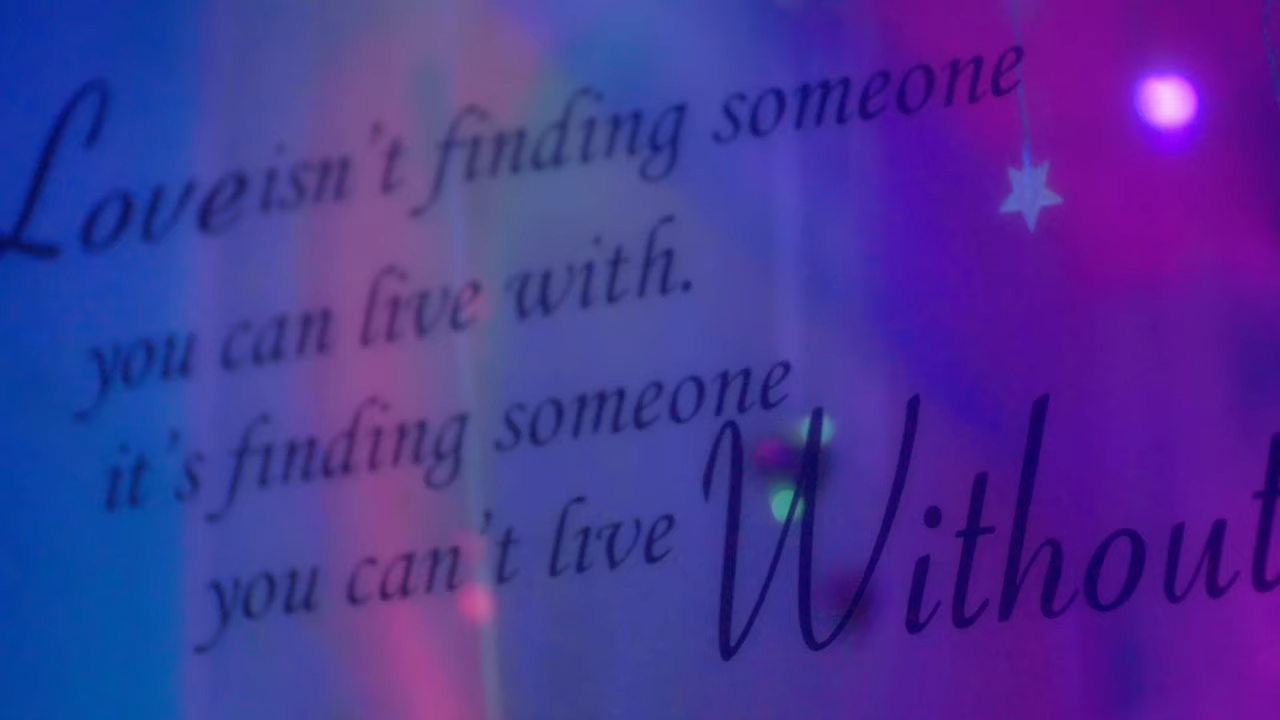 Love isn't finding someone
you can live with.
it's finding someone
you can't live Without